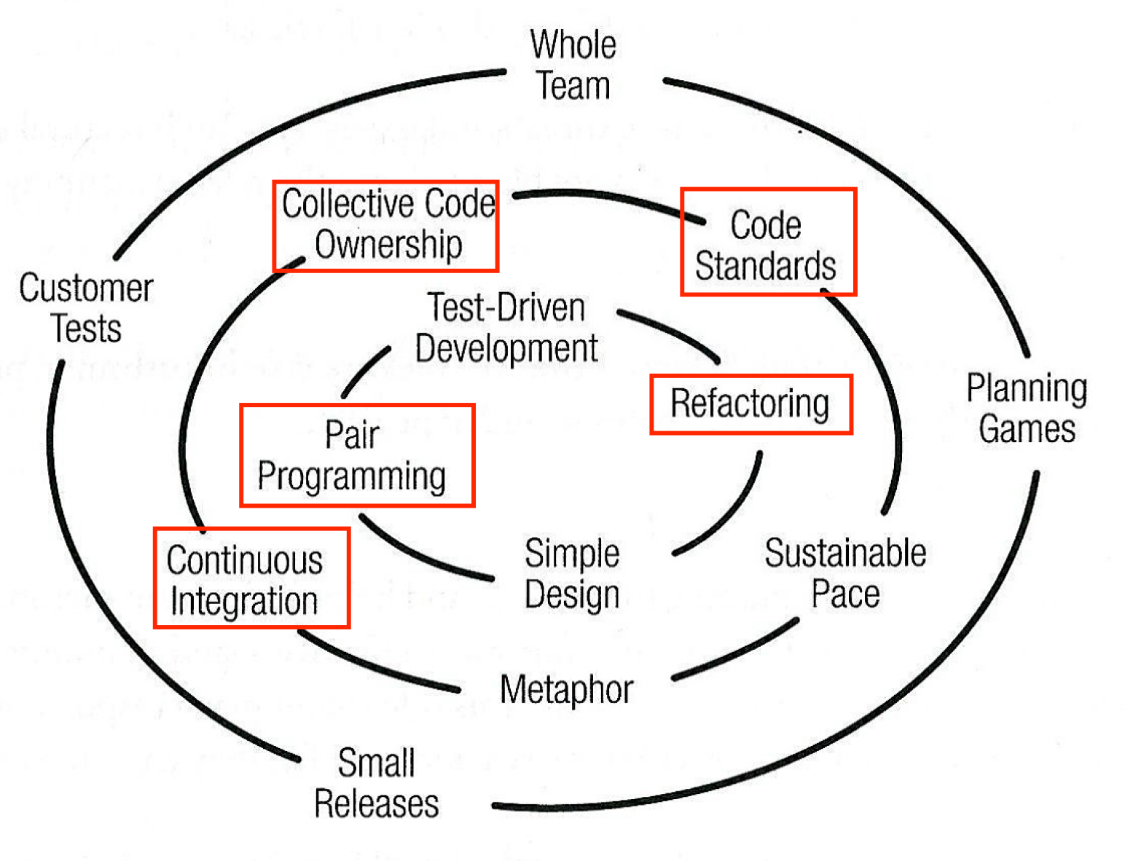 Whole
Team
Collective Code
Ownership
Code
Standards
Customer
Tests
Test-Driven
Development
Planning
Games
Refactoring
Pair
Programming
Continuous
Integration
Simple
Design
Sustainable
Pace
Metaphor
Small
Releases